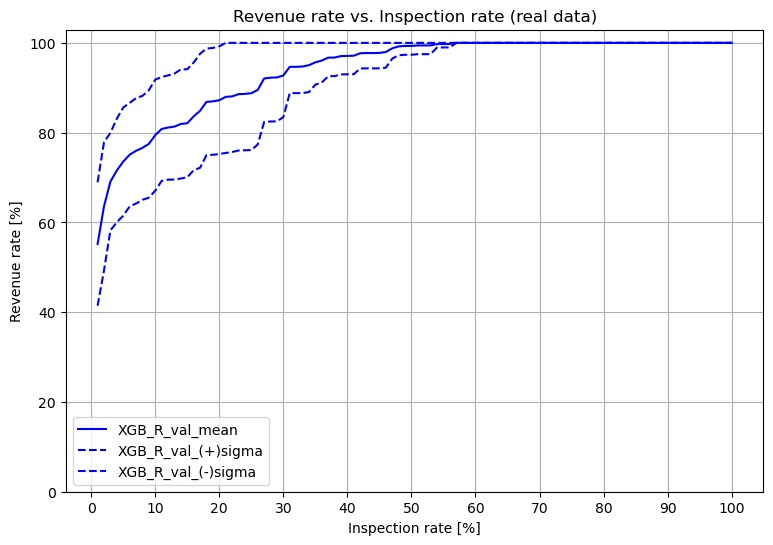 Revenue rate vs. Inspection rate (real data)
Revenue rate [%]
100
80
60
40
20
0
XGB_R_val_mean
XGB_R_val_(+)sigma
XGB_R_val_(-)sigma
0 10 20 30 40 50 60 70 80 90 100
Inspection rate [%]